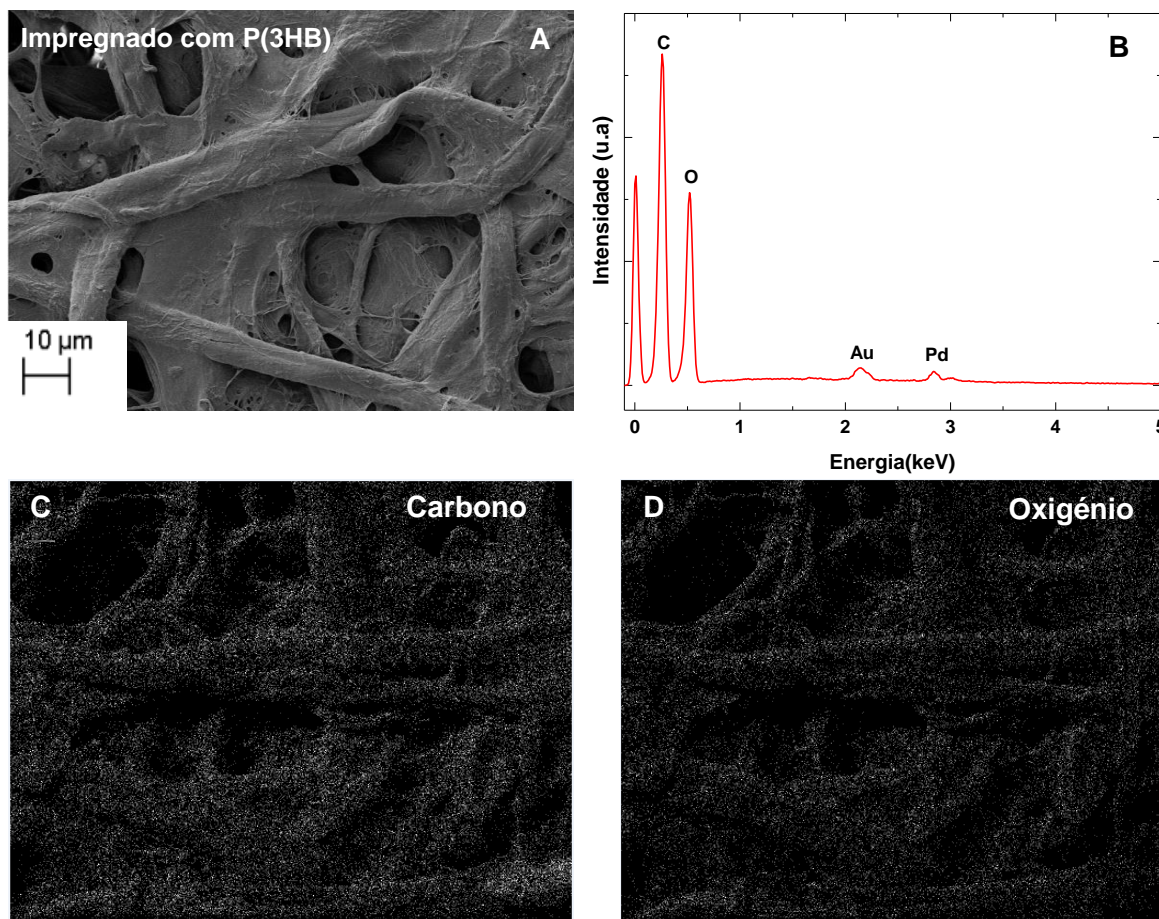 Impregnado com P(3HB)
A
10 µm
B
C
O
Au
Pd
Intensidade (u.a)
0 1 2 3 4 5
Energia(keV)
C
Carbono
D
Oxigénio